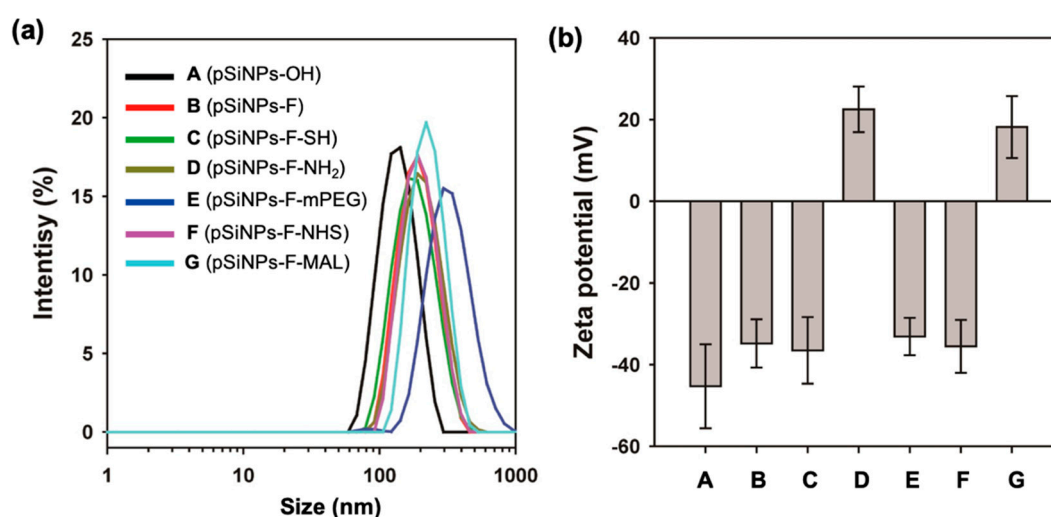 (a)
25
20
15
10
5
0
Intentisy (%)
A (pSiNPs-OH)
B (pSiNPs-F)
C (pSiNPs-F-SH)
D (pSiNPs-F-NH₂)
E (pSiNPs-F-mPEG)
F (pSiNPs-F-NHS)
G (pSiNPs-F-MAL)
1 10 100 1000
Size (nm)
(b)
40
20
0
-20
-40
-60
Zeta potential (mV)
A B C D E F G